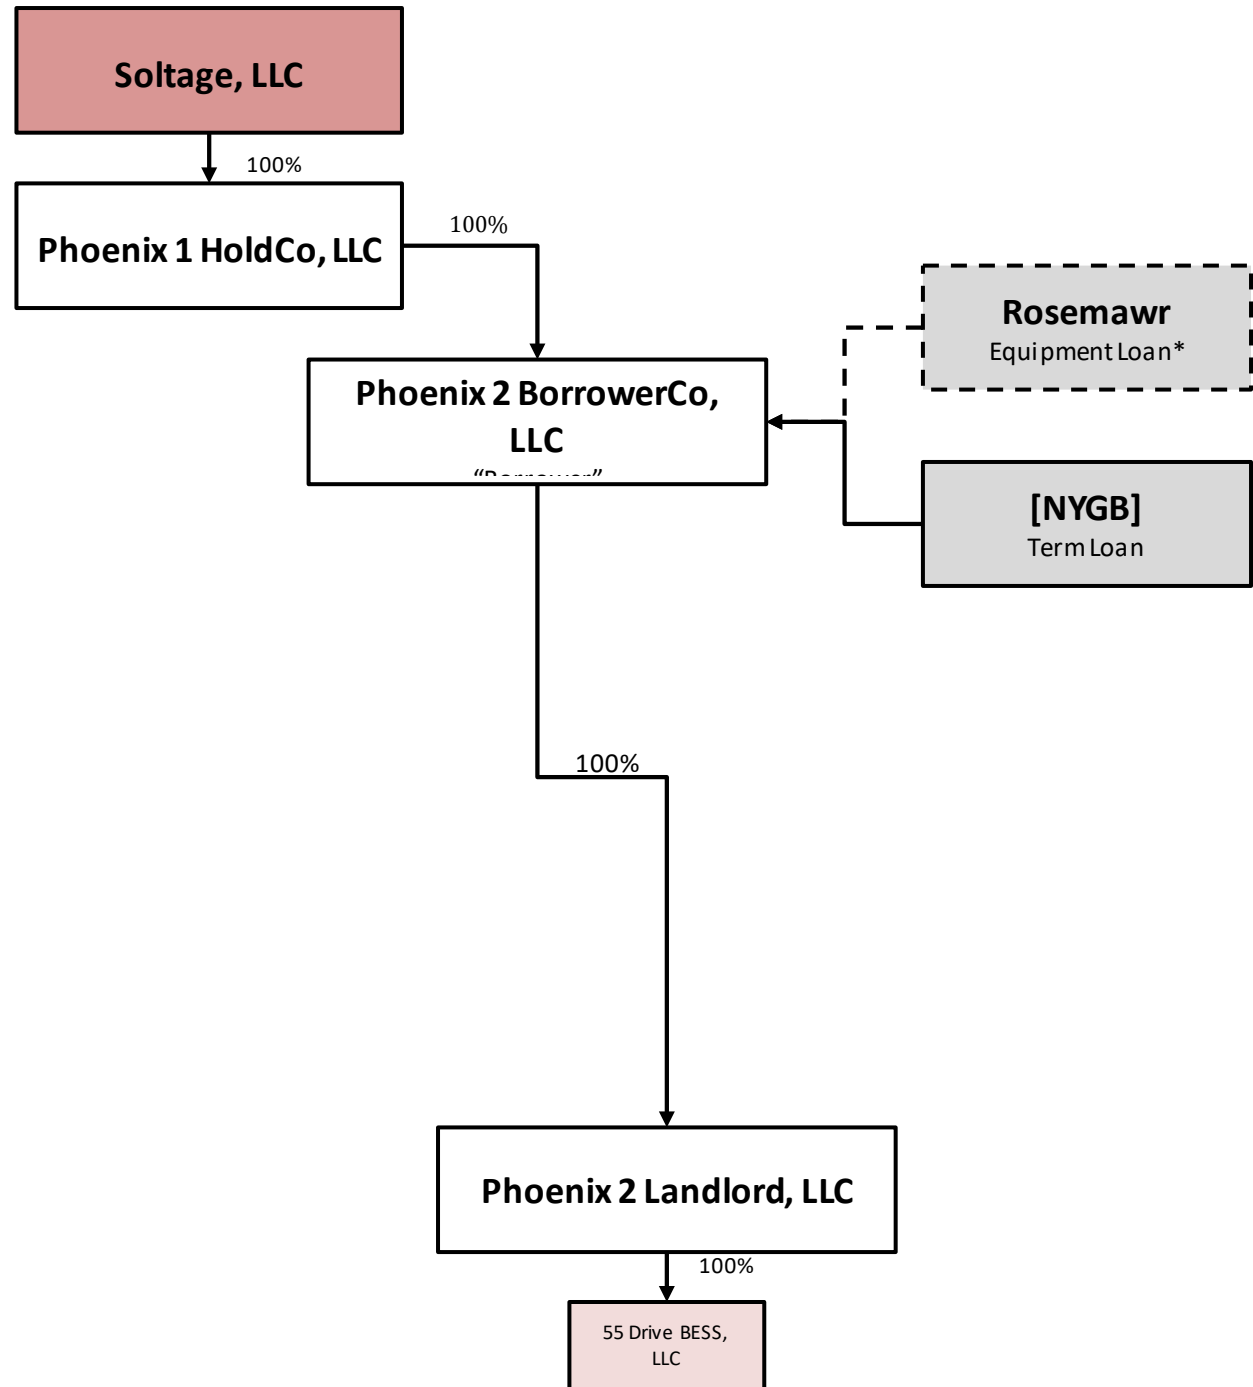 Soltage, LLC
100%
Phoenix 1 HoldCo, LLC
100%
Rosemawr
Equipment Loan*
Phoenix 2 BorrowerCo,
LLC
“Borrower”
[NYGB]
Term Loan
100%
Phoenix 2 Landlord, LLC
100%
55 Drive BESS,
LLC